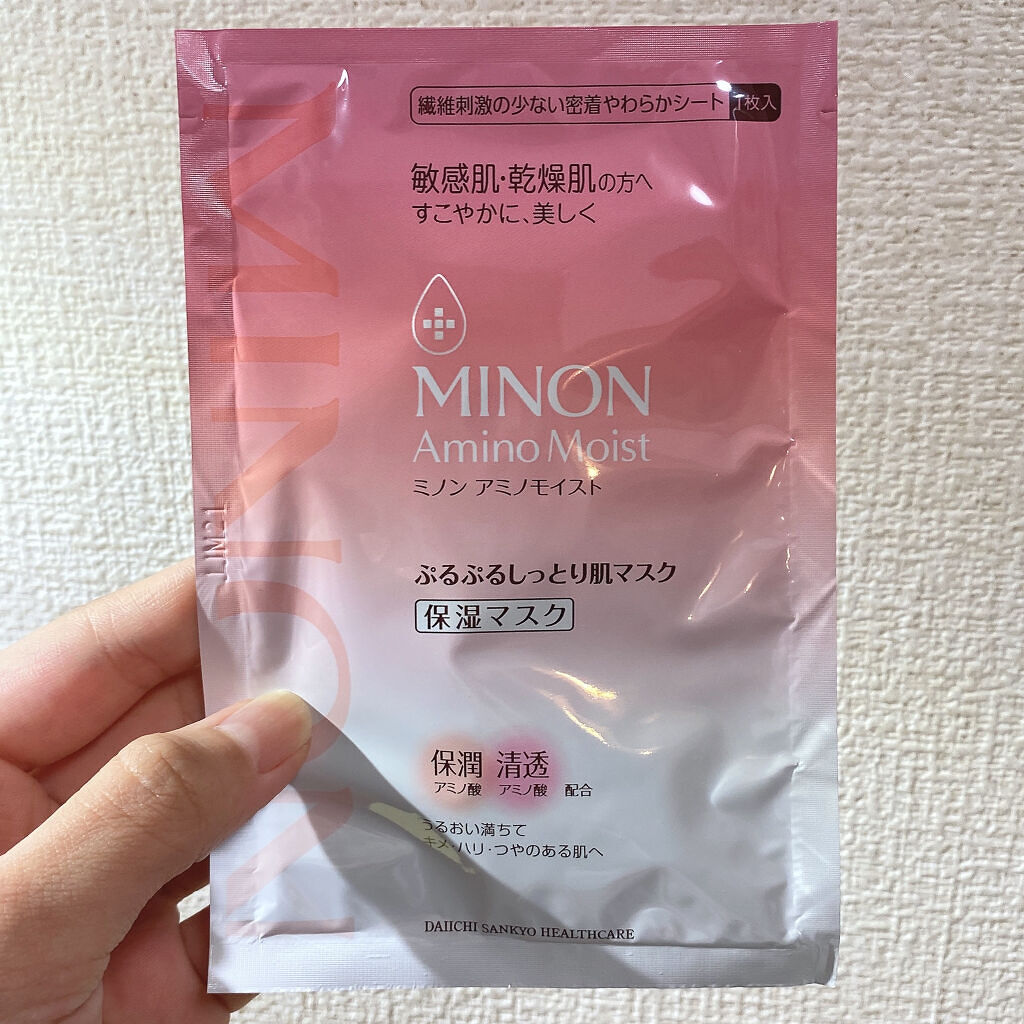 繊維刺激の少ない密着やわらかシート 1枚入
敏感肌・乾燥肌の方へ
すこやかに、美しく
MINON
Amino Moist
ミノン アミノモイスト
ぷるぷるしっとり肌マスク
保湿マスク
保潤 清透
アミノ酸 アミノ酸 配合
うるおい満ちて
キメ・ハリ・つやのある肌へ
DAIICHI SANKYO HEALTHCARE
MINON